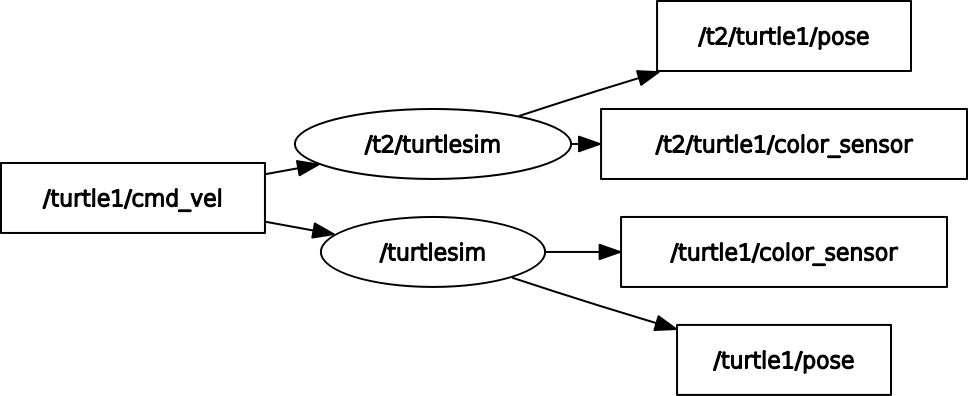 /t2/turtle1/pose
/t2/turtlesim
/t2/turtle1/color_sensor
/turtle1/cmd_vel
/turtlesim
/turtle1/color_sensor
/turtle1/pose